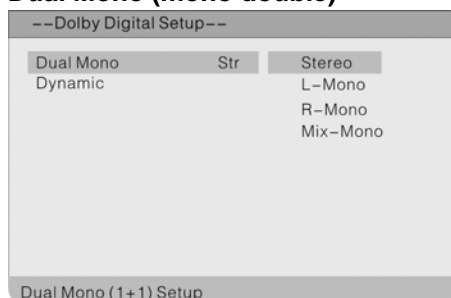 Dual Mono (mono double)
--Dolby Digital Setup--
Dual Mono Str Stereo
Dynamic L-Mono
R-Mono
Mix-Mono
Dual Mono (1+1) Setup